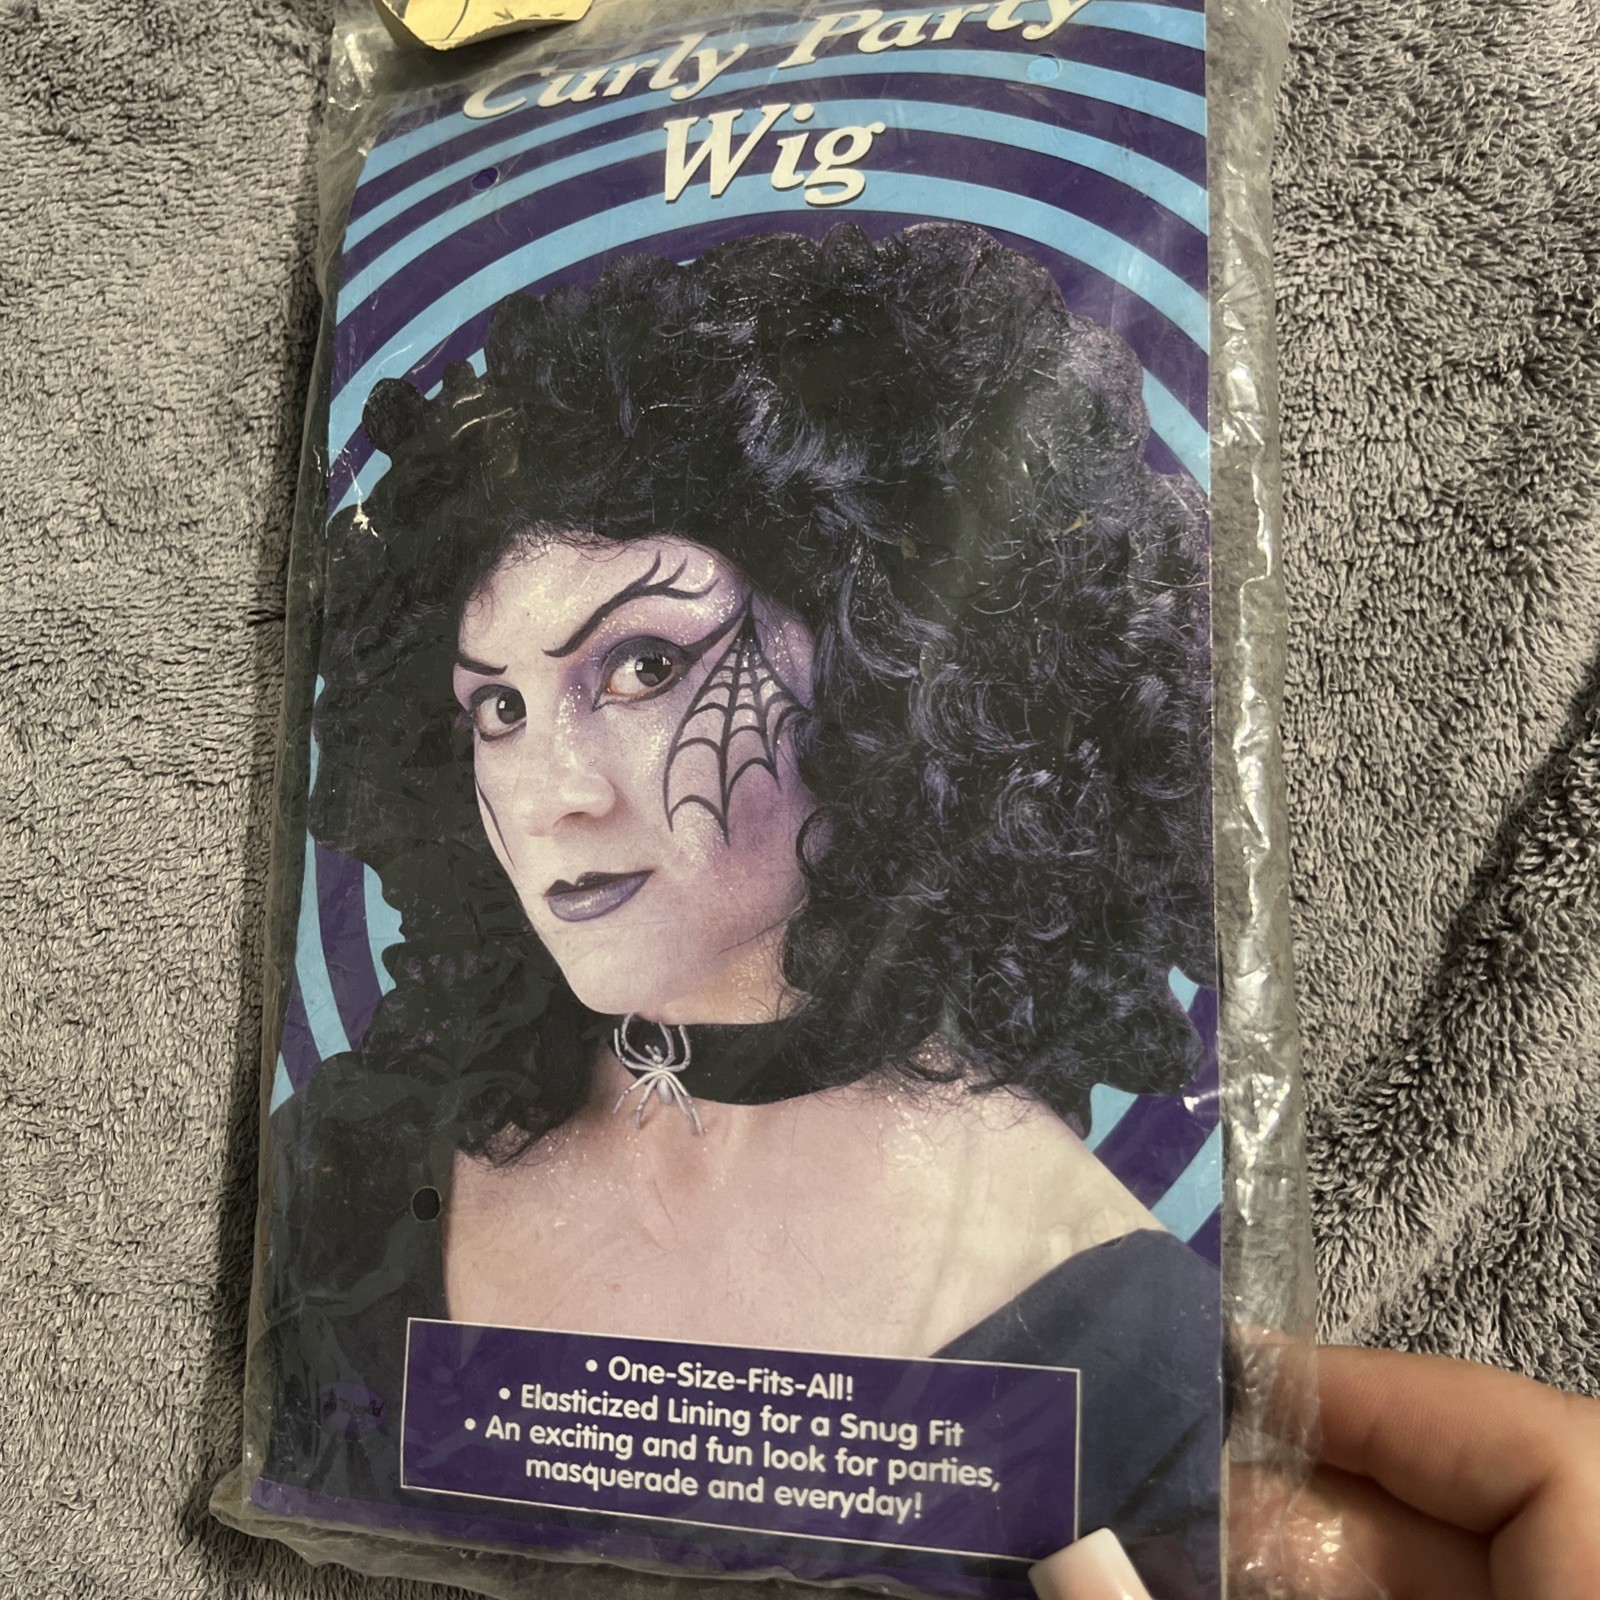 Curly Party
Wig
• One-Size-Fits-All!
• Elasticized Lining for a Snug Fit
• An exciting and fun look for parties,
masquerade and everyday!